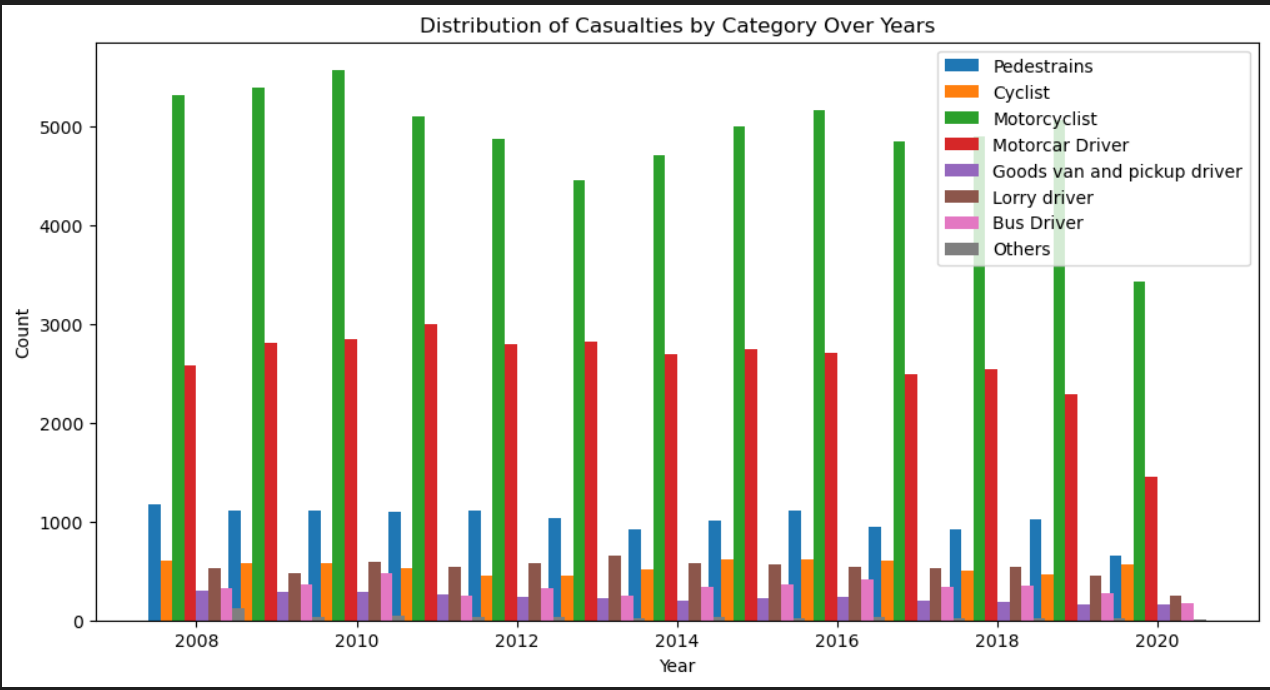 Distribution of Casualties by Category Over Years
Pedestrains
Cyclist
Motorcyclist
Motorcar Driver
Goods van and pickup driver
Lorry driver
Bus Driver
Others
5000
4000
3000
2000
1000
0
Count
2008 2010 2012 2014 2016 2018 2020
Year